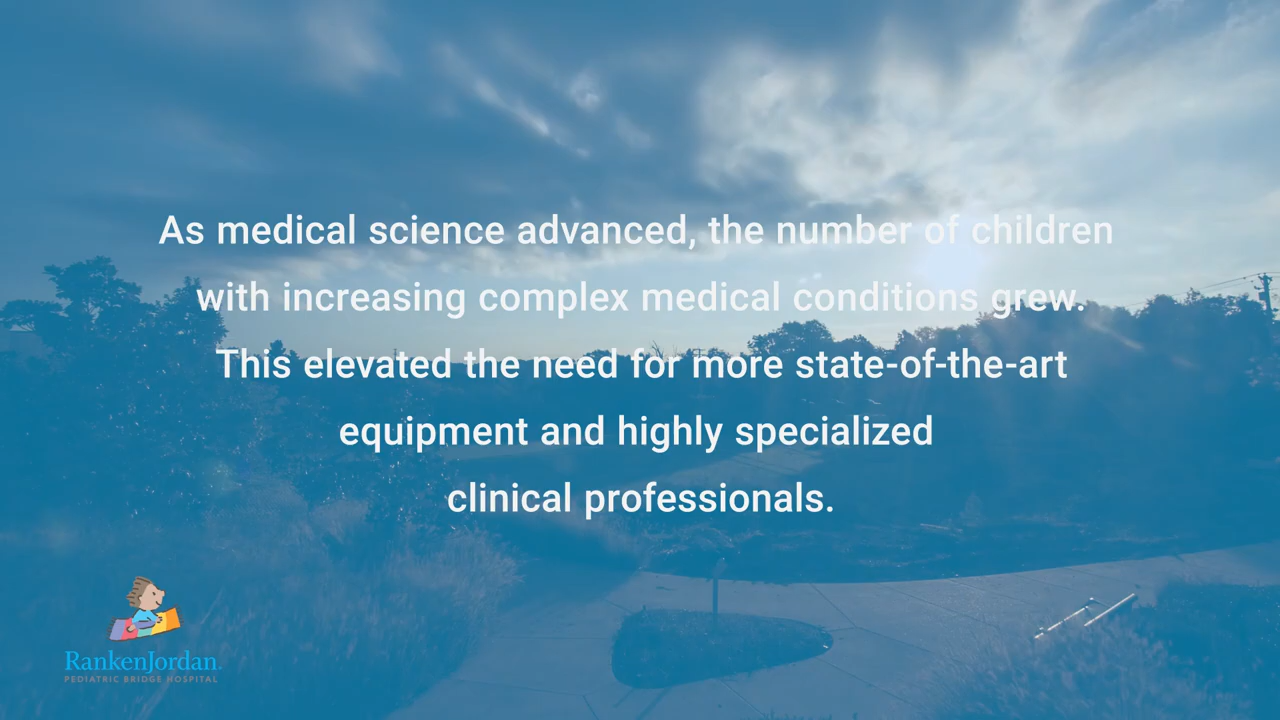 As medical science advanced, the number of children
with increasing complex medical conditions grew.
This elevated the need for more state-of-the-art
equipment and highly specialized
clinical professionals.
RankenJordan.
PEDIATRIC BRIDGE HOSPITAL